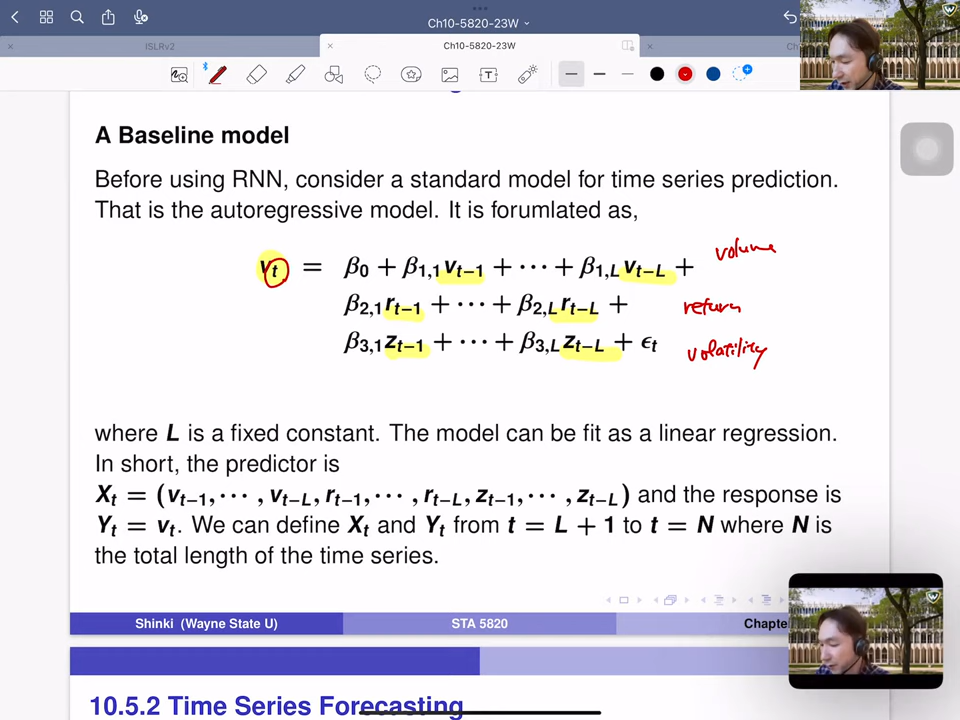 Ch10-5820-23W
ISLRv2
Ch10-5820-23W
A Baseline model
Before using RNN, consider a standard model for time series prediction.
That is the autoregressive model. It is forumlated as,
v_t = β_0 + β_{1,1} v_{t−1} + ⋯ + β_{1,L} v_{t−L} + volume
β_{2,1} r_{t−1} + ⋯ + β_{2,L} r_{t−L} + return
β_{3,1} z_{t−1} + ⋯ + β_{3,L} z_{t−L} + ϵ_t volatility
where L is a fixed constant. The model can be fit as a linear regression.
In short, the predictor is
X_t = (v_{t−1}, ⋯ , v_{t−L}, r_{t−1}, ⋯ , r_{t−L}, z_{t−1}, ⋯ , z_{t−L}) and the response is
Y_t = v_t. We can define X_t and Y_t from t = L + 1 to t = N where N is
the total length of the time series.
Shinki (Wayne State U) STA 5820
10.5.2 Time Series Forecasting